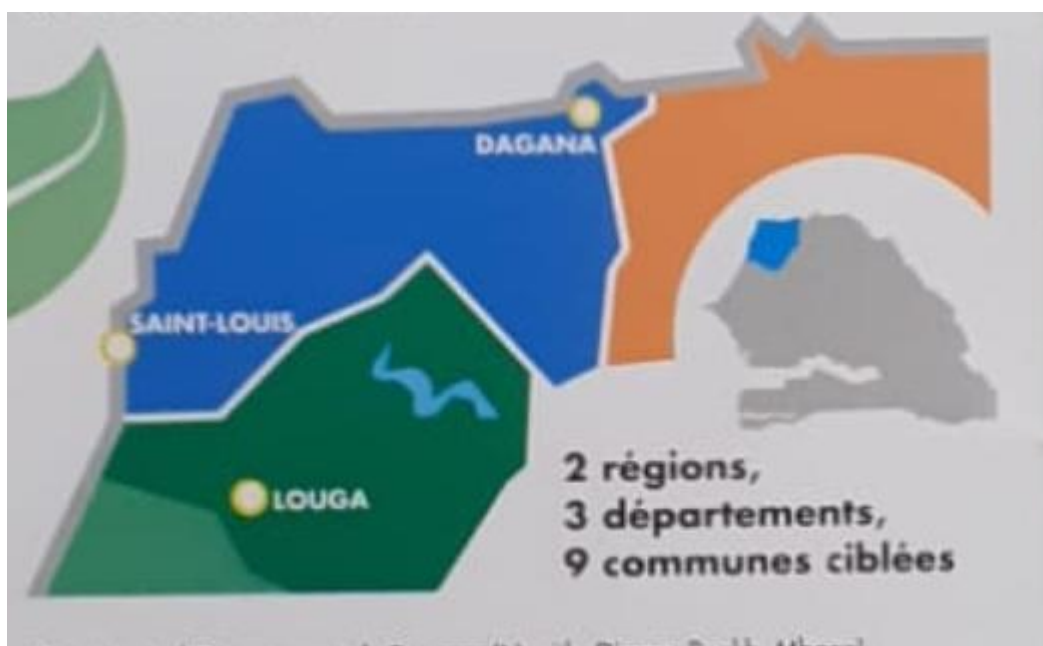 DAGANA
SAINT-LOUIS
LOUGA
2 régions,
3 départements,
9 communes ciblées